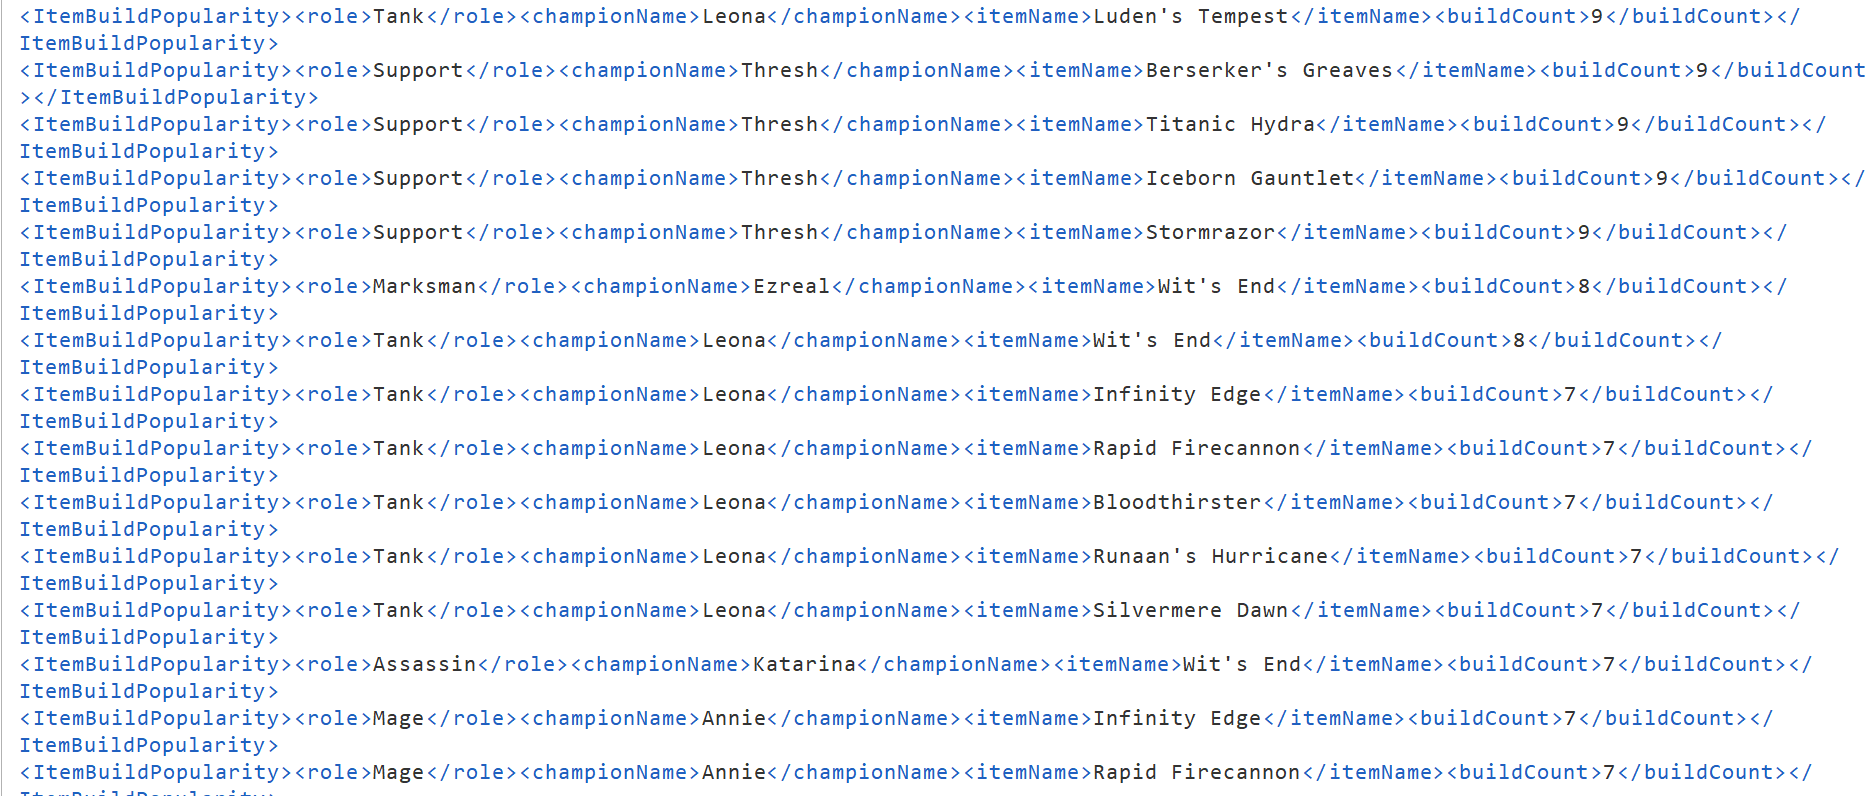 <ItemBuildPopularity><role>Tank</role><championName>Leona</championName><itemName>Luden's Tempest</itemName><buildCount>9</buildCount></
ItemBuildPopularity>
<ItemBuildPopularity><role>Support</role><championName>Thresh</championName><itemName>Berserker's Greaves</itemName><buildCount>9</buildCount
></ItemBuildPopularity>
<ItemBuildPopularity><role>Support</role><championName>Thresh</championName><itemName>Titanic Hydra</itemName><buildCount>9</buildCount></
ItemBuildPopularity>
<ItemBuildPopularity><role>Support</role><championName>Thresh</championName><itemName>Iceborn Gauntlet</itemName><buildCount>9</buildCount></
ItemBuildPopularity>
<ItemBuildPopularity><role>Support</role><championName>Thresh</championName><itemName>Stormrazor</itemName><buildCount>9</buildCount></
ItemBuildPopularity>
<ItemBuildPopularity><role>Marksman</role><championName>Ezreal</championName><itemName>Wit's End</itemName><buildCount>8</buildCount></
ItemBuildPopularity>
<ItemBuildPopularity><role>Tank</role><championName>Leona</championName><itemName>Wit's End</itemName><buildCount>8</buildCount></
ItemBuildPopularity>
<ItemBuildPopularity><role>Tank</role><championName>Leona</championName><itemName>Infinity Edge</itemName><buildCount>7</buildCount></
ItemBuildPopularity>
<ItemBuildPopularity><role>Tank</role><championName>Leona</championName><itemName>Rapid Firecannon</itemName><buildCount>7</buildCount></
ItemBuildPopularity>
<ItemBuildPopularity><role>Tank</role><championName>Leona</championName><itemName>Bloodthirster</itemName><buildCount>7</buildCount></
ItemBuildPopularity>
<ItemBuildPopularity><role>Tank</role><championName>Leona</championName><itemName>Runaan's Hurricane</itemName><buildCount>7</buildCount></
ItemBuildPopularity>
<ItemBuildPopularity><role>Tank</role><championName>Leona</championName><itemName>Silvermere Dawn</itemName><buildCount>7</buildCount></
ItemBuildPopularity>
<ItemBuildPopularity><role>Assassin</role><championName>Katarina</championName><itemName>Wit's End</itemName><buildCount>7</buildCount></
ItemBuildPopularity>
<ItemBuildPopularity><role>Mage</role><championName>Annie</championName><itemName>Infinity Edge</itemName><buildCount>7</buildCount></
ItemBuildPopularity>
<ItemBuildPopularity><role>Mage</role><championName>Annie</championName><itemName>Rapid Firecannon</itemName><buildCount>7</buildCount></